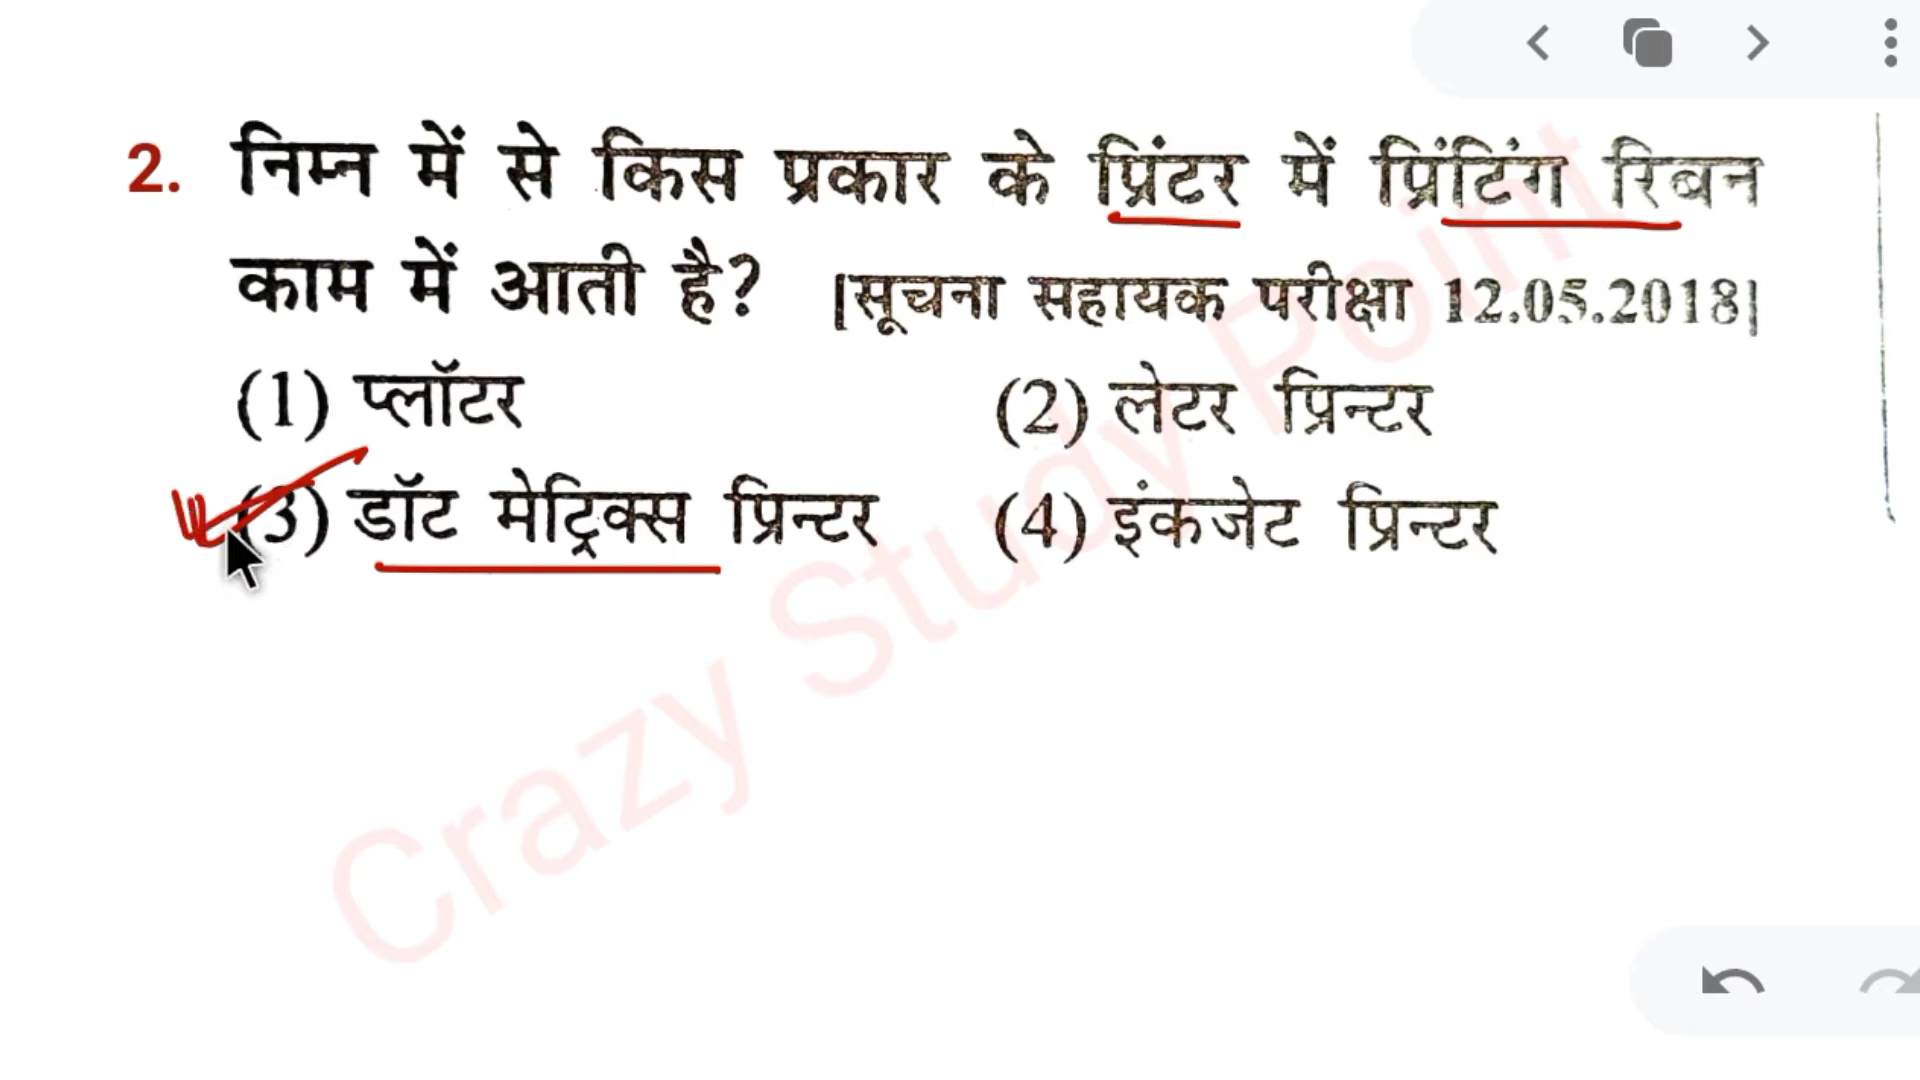 2. निम्न में से किस प्रकार के प्रिंटर में प्रिंटिंग रिबन
काम में आती है? [सूचना सहायक परीक्षा 12.05.2018]
(1) प्लॉटर (2) लेटर प्रिन्टर
(3) डॉट मेट्रिक्स प्रिन्टर (4) इंकजेट प्रिन्टर
Crazy Study Point